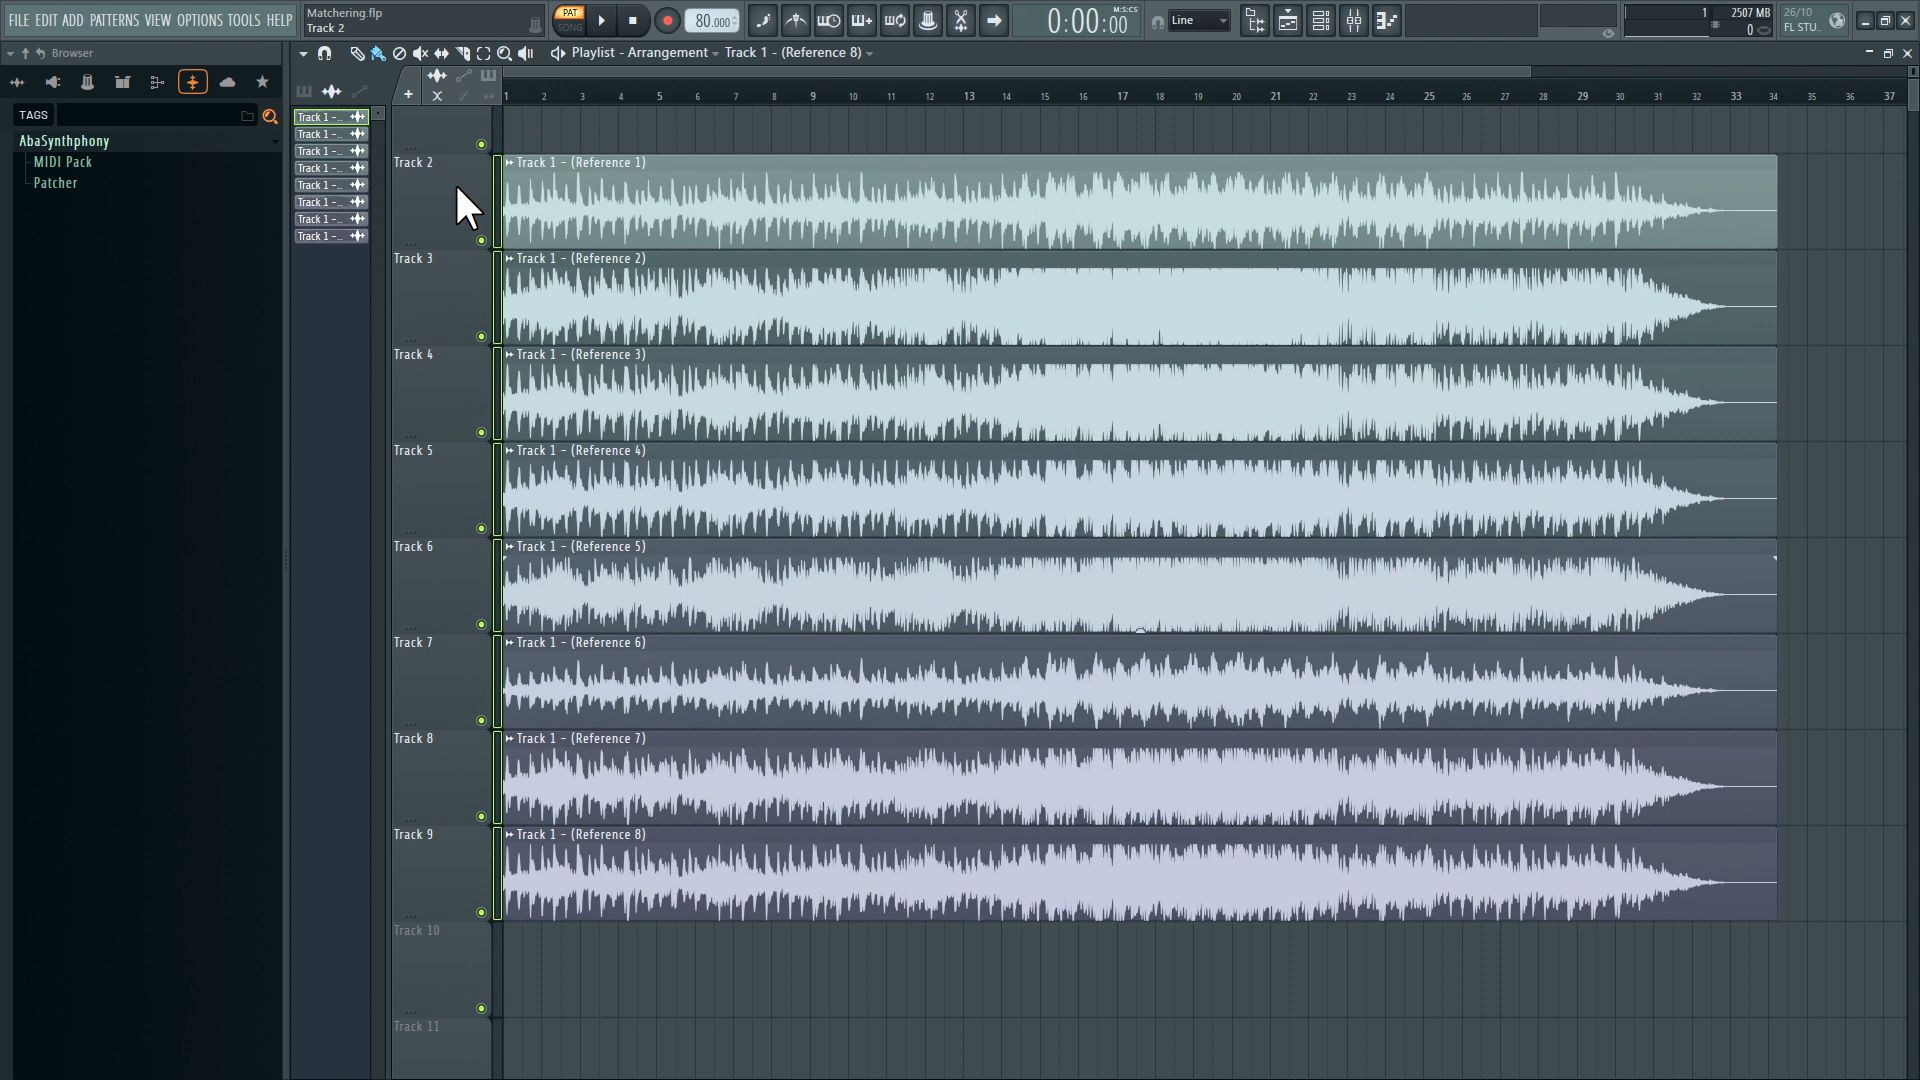 FILE EDIT ADD PATTERNS VIEW OPTIONS TOOLS HELP
Matchering.flp
Track 2
PAT
SONG
80.000
0:00:00
M:S:CS
Line
1
2507 MB
0
26/10
FL STU..
Browser
Playlist - Arrangement
Track 1 - (Reference 8)
TAGS
AbaSynthphony
MIDI Pack
Patcher
Track 1 -..
Track 1 -..
Track 1 -..
Track 1 -..
Track 1 -..
Track 1 -..
Track 1 -..
Track 1 -..
1 2 3 4 5 6 7 8 9 10 11 12 13 14 15 16 17 18 19 20 21 22 23 24 25 26 27 28 29 30 31 32 33 34 35 36 37
Track 2
Track 1 - (Reference 1)
Track 3
Track 1 - (Reference 2)
Track 4
Track 1 - (Reference 3)
Track 5
Track 1 - (Reference 4)
Track 6
Track 1 - (Reference 5)
Track 7
Track 1 - (Reference 6)
Track 8
Track 1 - (Reference 7)
Track 9
Track 1 - (Reference 8)
Track 10
Track 11